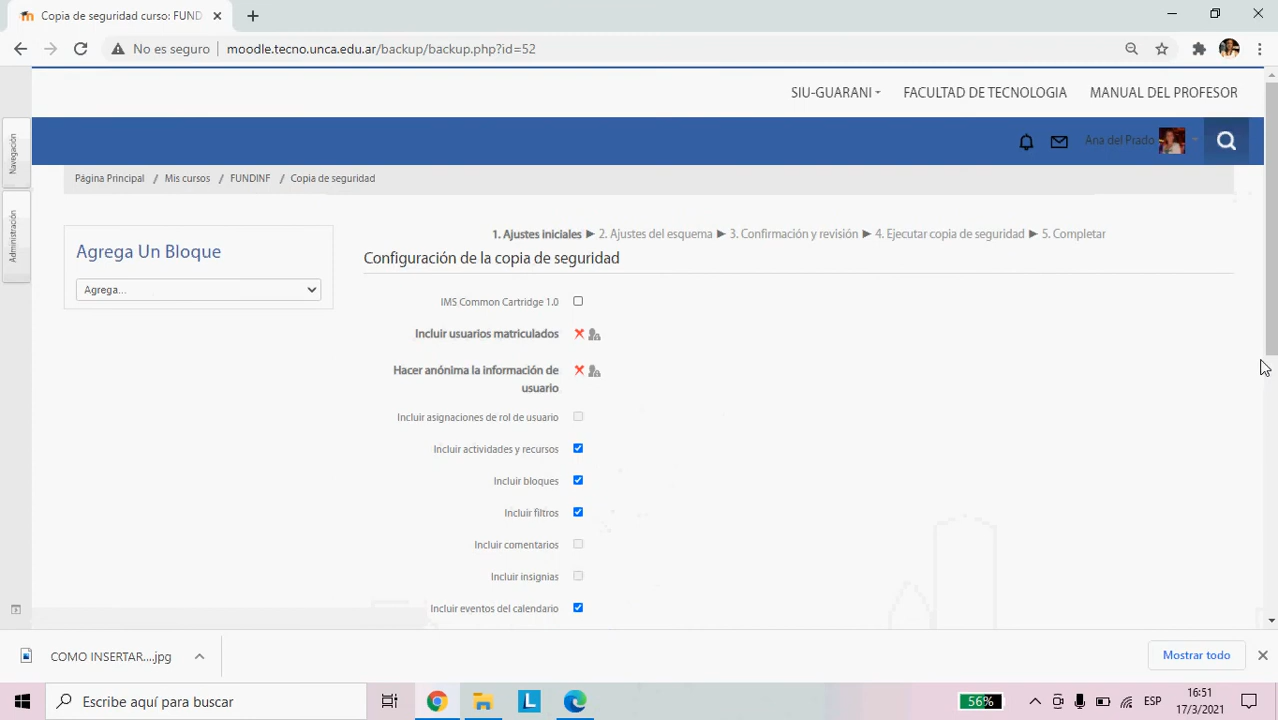 Copia de seguridad curso: FUND
No es seguro
moodle.tecno.unca.edu.ar/backup/backup.php?id=52
SIU-GUARANI
FACULTAD DE TECNOLOGIA
MANUAL DEL PROFESOR
Navegación
Administración
Ana del Prado
Página Principal / Mis cursos / FUNDINF / Copia de seguridad
Agrega Un Bloque
Agrega...
1. Ajustes iniciales ► 2. Ajustes del esquema ► 3. Confirmación y revisión ► 4. Ejecutar copia de seguridad ► 5. Completar
Configuración de la copia de seguridad
IMS Common Cartridge 1.0
Incluir usuarios matriculados
Hacer anónima la información de
usuario
Incluir asignaciones de rol de usuario
Incluir actividades y recursos
Incluir bloques
Incluir filtros
Incluir comentarios
Incluir insignias
Incluir eventos del calendario
COMO INSERTAR....jpg
Mostrar todo
Escribe aquí para buscar
L
56%
ESP
16:51
17/3/2021